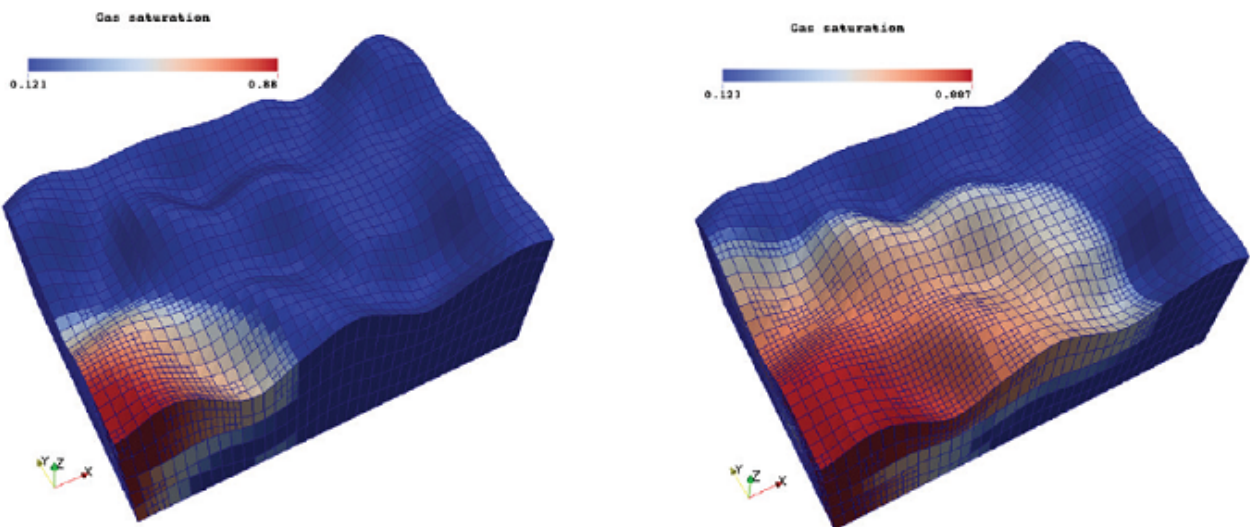 Gas saturation
0.121 0.88
Y Z X
Gas saturation
0.123 0.887
Y Z X